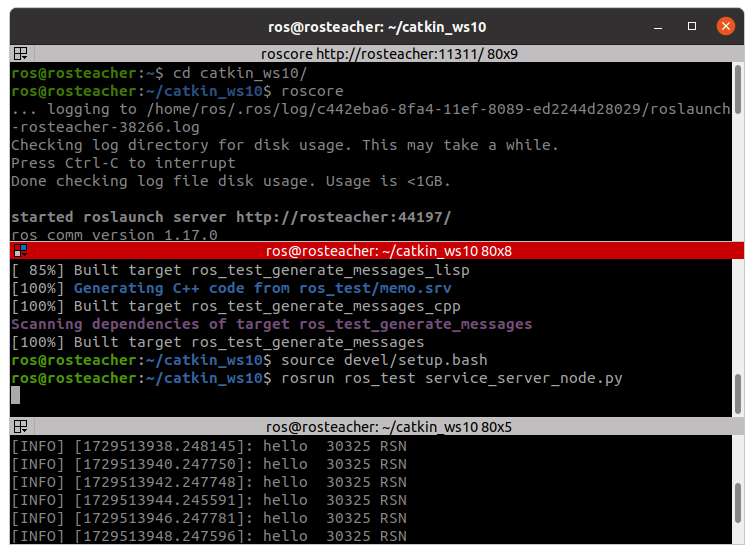 ros@rosteacher: ~/catkin_ws10
roscore http://rosteacher:11311/ 80x9
ros@rosteacher:~$ cd catkin_ws10/
ros@rosteacher:~/catkin_ws10$ roscore
... logging to /home/ros/.ros/log/c442eba6-8fa4-11ef-8089-ed2244d28029/roslaunch
-rosteacher-38266.log
Checking log directory for disk usage. This may take a while.
Press Ctrl-C to interrupt
Done checking log file disk usage. Usage is <1GB.
started roslaunch server http://rosteacher:44197/
ros_comm version 1.17.0
ros@rosteacher: ~/catkin_ws10 80x8
[ 85%] Built target ros_test_generate_messages_lisp
[100%] Generating C++ code from ros_test/memo.srv
[100%] Built target ros_test_generate_messages_cpp
Scanning dependencies of target ros_test_generate_messages
[100%] Built target ros_test_generate_messages
ros@rosteacher:~/catkin_ws10$ source devel/setup.bash
ros@rosteacher:~/catkin_ws10$ rosrun ros_test service_server_node.py
ros@rosteacher: ~/catkin_ws10 80x5
[INFO] [1729513938.248145]: hello  30325 RSN
[INFO] [1729513940.247750]: hello  30325 RSN
[INFO] [1729513942.247748]: hello  30325 RSN
[INFO] [1729513944.245591]: hello  30325 RSN
[INFO] [1729513946.247781]: hello  30325 RSN
[INFO] [1729513948.247596]: hello  30325 RSN